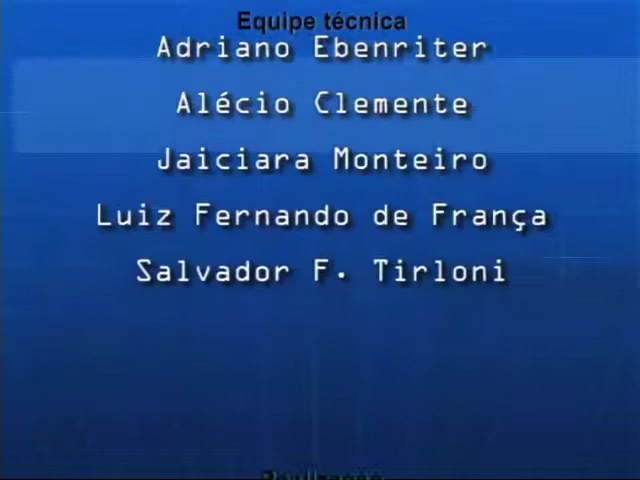 Equipe técnica
Adriano Ebenriter
Alécio Clemente
Jaiciara Monteiro
Luiz Fernando de França
Salvador F. Tirloni